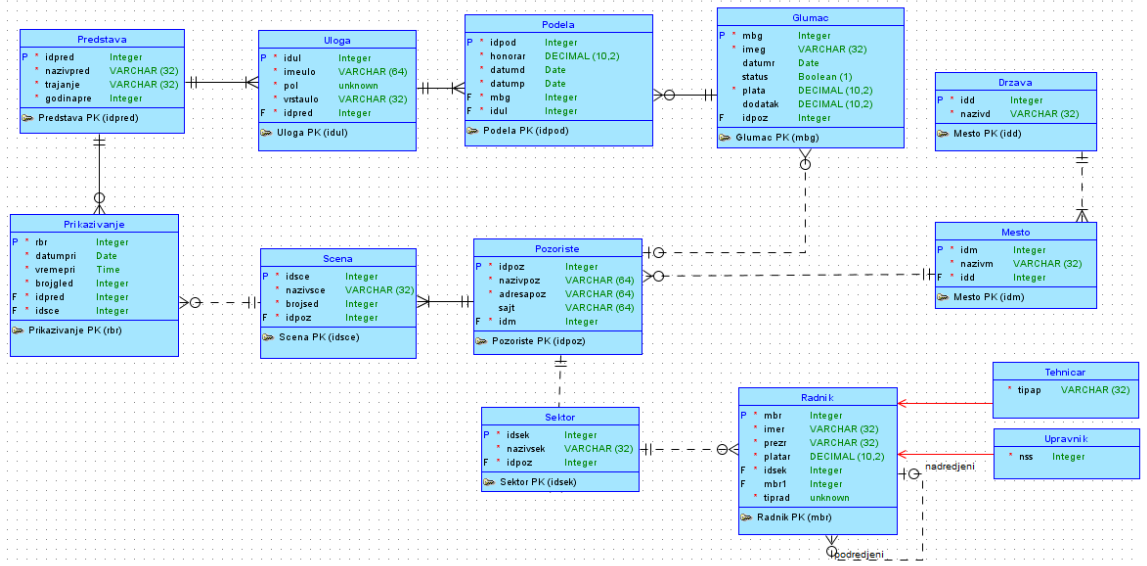 Predstava
P * idpred Integer
* nazivpred VARCHAR (32)
* trajanje VARCHAR (32)
* godinapre Integer
Predstava PK (idpred)
Uloga
P * idul Integer
* imeulo VARCHAR (64)
* pol unknown
* vrstaulo VARCHAR (32)
F * idpred Integer
Uloga PK (idul)
Podela
P * idpod Integer
* honorar DECIMAL (10,2)
* datumd Date
* datump Date
F * mbg Integer
F * idul Integer
Podela PK (idpod)
Glumac
P * mbg Integer
* imeg VARCHAR (32)
datumr Date
status Boolean (1)
* plata DECIMAL (10,2)
dodatak DECIMAL (10,2)
F idpoz Integer
Glumac PK (mbg)
Drzava
P * idd Integer
* nazivd VARCHAR (32)
Mesto PK (idd)
Prikazivanje
P * rbr Integer
* datumpri Date
* vremepri Time
* brojgled Integer
F * idpred Integer
F * idsce Integer
Prikazivanje PK (rbr)
Scena
P * idsce Integer
* nazivsce VARCHAR (32)
* brojsed Integer
F * idpoz Integer
Scena PK (idsce)
Pozoriste
P * idpoz Integer
* nazivpoz VARCHAR (64)
* adresapoz VARCHAR (64)
sajt VARCHAR (64)
F * idm Integer
Pozoriste PK (idpoz)
Mesto
P * idm Integer
* nazivm VARCHAR (32)
F * idd Integer
Mesto PK (idm)
Sektor
P * idsek Integer
* nazivsek VARCHAR (32)
F * idpoz Integer
Sektor PK (idsek)
Radnik
P * mbr Integer
* imer VARCHAR (32)
* prezr VARCHAR (32)
* platar DECIMAL (10,2)
F * idsek Integer
F mbr1 Integer
* tiprad unknown
Radnik PK (mbr)
Tehnicar
* tipap VARCHAR (32)
Upravnik
* nss Integer
nadredjeni
podredjeni